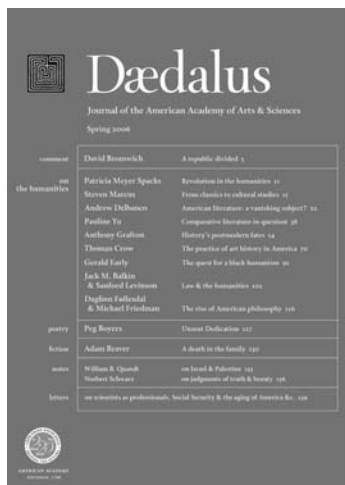 Dædalus
Journal of the American Academy of Arts & Sciences
Spring 2006
comment David Bromwich A republic divided 5
on the humanities Patricia Meyer Spacks Revolution in the humanities 11
Steven Marcus From classics to cultural studies 15
Andrew Delbanco American literature: a vanishing subject? 22
Pauline Yu Comparative literature in question 38
Anthony Grafton History's postmodern fates 54
Thomas Crow The practice of art history in America 70
Gerald Early The quest for a black humanism 91
Jack M. Balkin
& Sanford Levinson Law & the humanities 105
Dagfinn Føllesdal
& Michael Friedman The rise of American philosophy 116
poetry Peg Boyers Unmet Dedication 127
fiction Adam Braver A death in the family 130
notes William B. Quandt on Israel & Palestine
Norbert Schwarz on judgments of truth & beauty 136
letters on scientists as professionals, Social Security & the aging of America &c.
AMERICAN ACADEMY